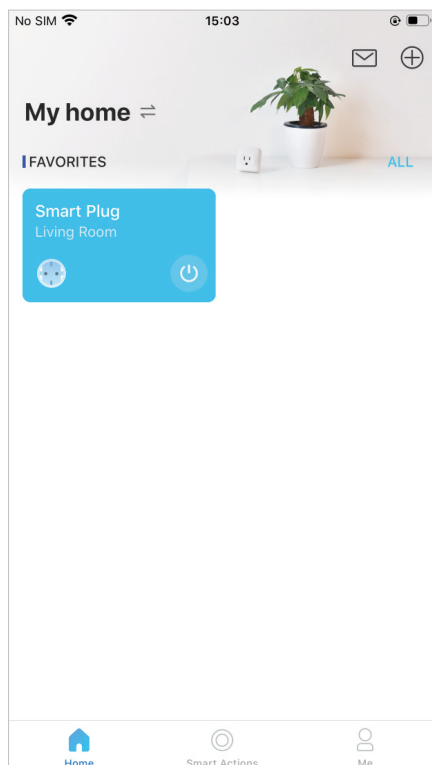 No SIM 15:03
My home
FAVORITES ALL
Smart Plug
Living Room
Home Smart Actions Me